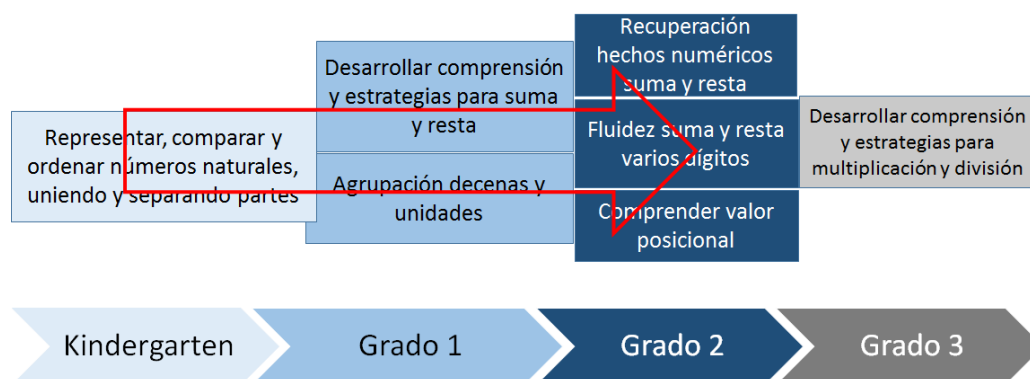 Representar, comparar y
ordenar números naturales,
uniendo y separando partes
Desarrollar comprensión
y estrategias para suma
y resta
Agrupación decenas y
unidades
Recuperación
hechos numéricos
suma y resta
Fluidez suma y resta
varios dígitos
Comprender valor
posicional
Desarrollar comprensión
y estrategias para
multiplicación y división
Kindergarten
Grado 1
Grado 2
Grado 3